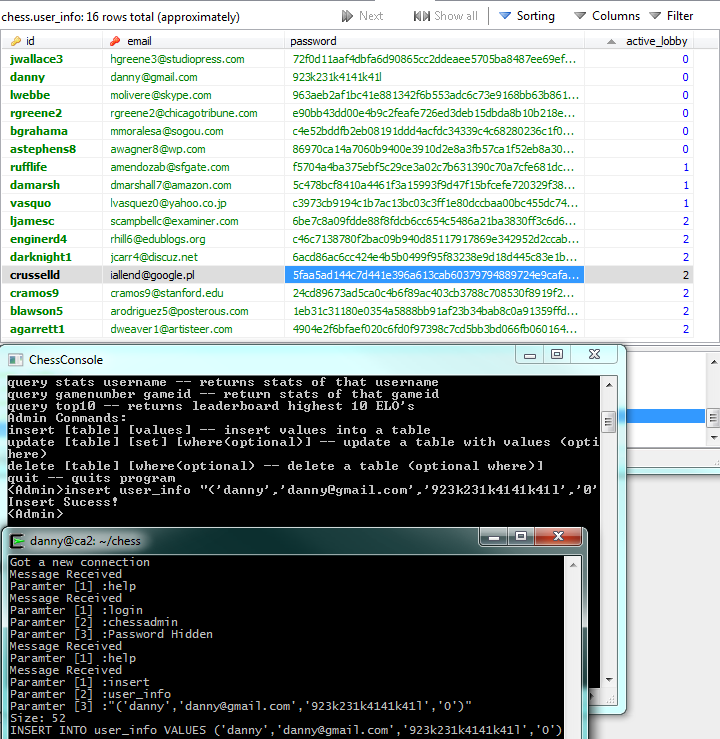 chess.user_info: 16 rows total (approximately) Next Show all Sorting Columns Filter
id email password active_lobby
jwallace3 hgreene3@studiopress.com 72f0d11aaf4dbfa6d90865cc2ddeaee5705ba8487ee69ef... 0
danny danny@gmail.com 923k231k4141k41l 0
lwebbe molivere@skype.com 963aeb2af1bc41e881342f6b553adc6c73e9168bb63b861... 0
rgreene2 rgreene2@chicagotribune.com e90bb43dd00e4b9c2feafe726ed3deb15dbda8b10b218e... 0
bgrahama mmoralesa@sogou.com c4e52bddfb2eb08191ddd4acfdc34339c4c68280236c1f0... 0
astephens8 awagner8@wp.com 86970ca14a7060b9400e3910d2e8a3fb57ca1f52eb8a30... 0
rufflife amendozab@sfgate.com f5704a4ba375ebf5c29ce3a02c7b631390c70a7cfe681dc... 1
damarsh dmarshall7@amazon.com 5c478bcf8410a4461f3a15993f9d47f15bfcefe720329f38... 1
vasquo lvasquez0@yahoo.co.jp c3973cb9194c1b7ac13bc03c3ff1e80dccbaa00bc455dc74... 1
ljamesc scampbellc@examiner.com 6be7c8a09fdde88f8fdcb6cc654c5486a21ba3830ff3c6d6... 2
enginerd4 rhill6@edublogs.org c46c7138780f2bac09b940d85117917869e342952d2ccab... 2
darknight1 jcarr4@discuz.net 6acd86ac6cc424e4b5b0499f95f83238e9d18d445c83e1b... 2
crusselld iallend@google.pl 5faa5ad144c7d441e396a613cab60379794889724e9cafa... 2
cramos9 cramos9@stanford.edu 24cd89673ad5ca0c4b6f89ac403cb3788c708530f8919f2... 2
blawson5 arodriguez5@posterous.com 1eb31c31180e0354a5888bb91af23b34bab8c0a91359ffd... 2
agarrett1 dweaver1@artisteer.com 4904e2f6bfaef020c6fd0f97398c7cd5bb3bd066fb060164... 2
ChessConsole
query stats username -- returns stats of that username
query gamenumber gameid -- return stats of that gameid
query top10 -- returns leaderboard highest 10 ELO's
Admin Commands:
insert [table] [values] -- insert values into a table
update [table] [set] [where(optional)] -- update a table with values (opti
here)
delete [table] [where(optional) -- delete a table (optional where)]
quit -- quits program
<Admin>insert user_info "('danny','danny@gmail.com','923k231k4141k41l','0'
Insert Sucess!
<Admin>
danny@ca2: ~/chess
Got a new connection
Message Received
Paramter [1] :help
Message Received
Paramter [1] :login
Paramter [2] :chessadmin
Paramter [3] :Password Hidden
Message Received
Paramter [1] :help
Message Received
Paramter [1] :insert
Paramter [2] :user_info
Paramter [3] :"('danny','danny@gmail.com','923k231k4141k41l','0')"
Size: 52
INSERT INTO user_info VALUES ('danny','danny@gmail.com','923k231k4141k41l','0')